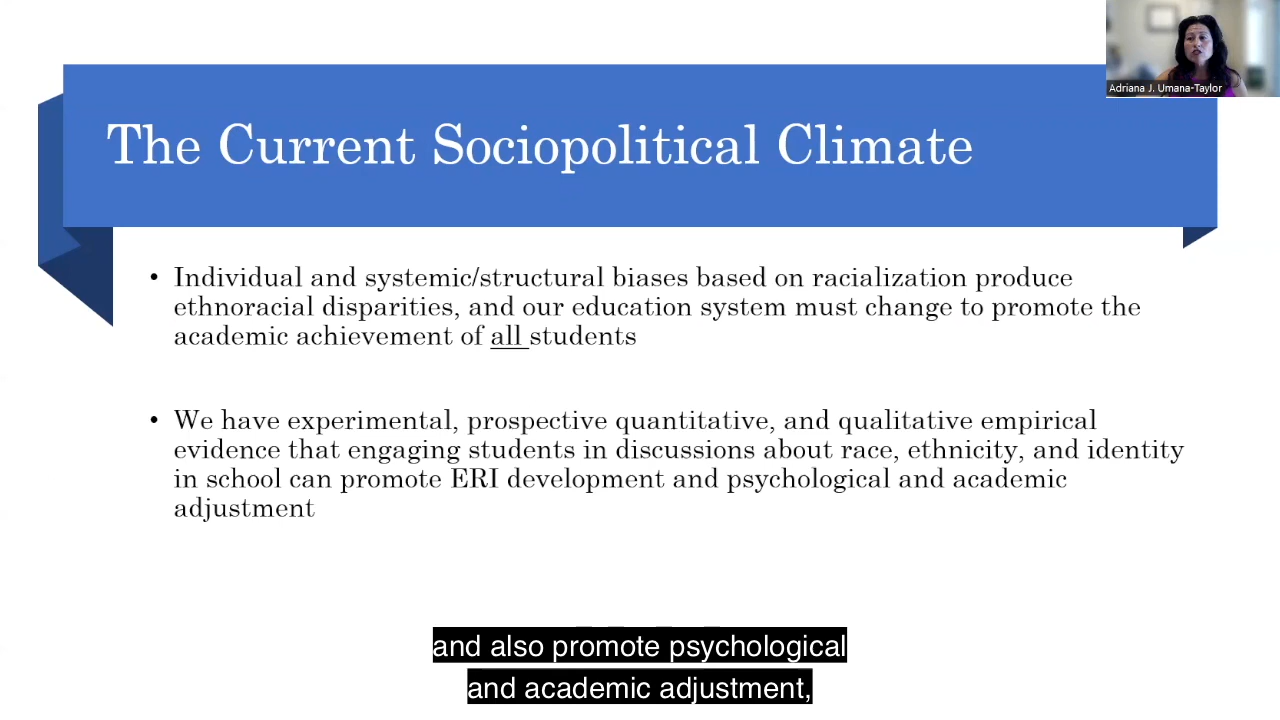 Adriana J. Umana-Taylor
The Current Sociopolitical Climate
• Individual and systemic/structural biases based on racialization produce
ethnoracial disparities, and our education system must change to promote the
academic achievement of all students
• We have experimental, prospective quantitative, and qualitative empirical
evidence that engaging students in discussions about race, ethnicity, and identity
in school can promote ERI development and psychological and academic
adjustment
and also promote psychological
and academic adjustment,